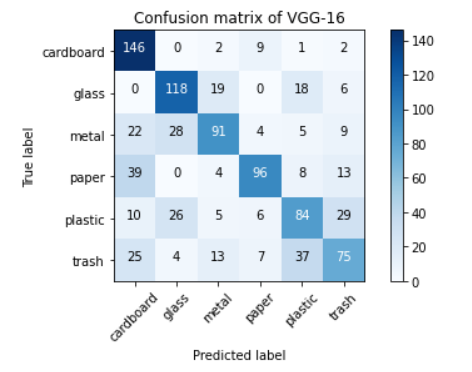 Confusion matrix of VGG-16
True label
cardboard 146 0 2 9 1 2
glass 0 118 19 0 18 6
metal 22 28 91 4 5 9
paper 39 0 4 96 8 13
plastic 10 26 5 6 84 29
trash 25 4 13 7 37 75
cardboard glass metal paper plastic trash
Predicted label
140
120
100
80
60
40
20
0